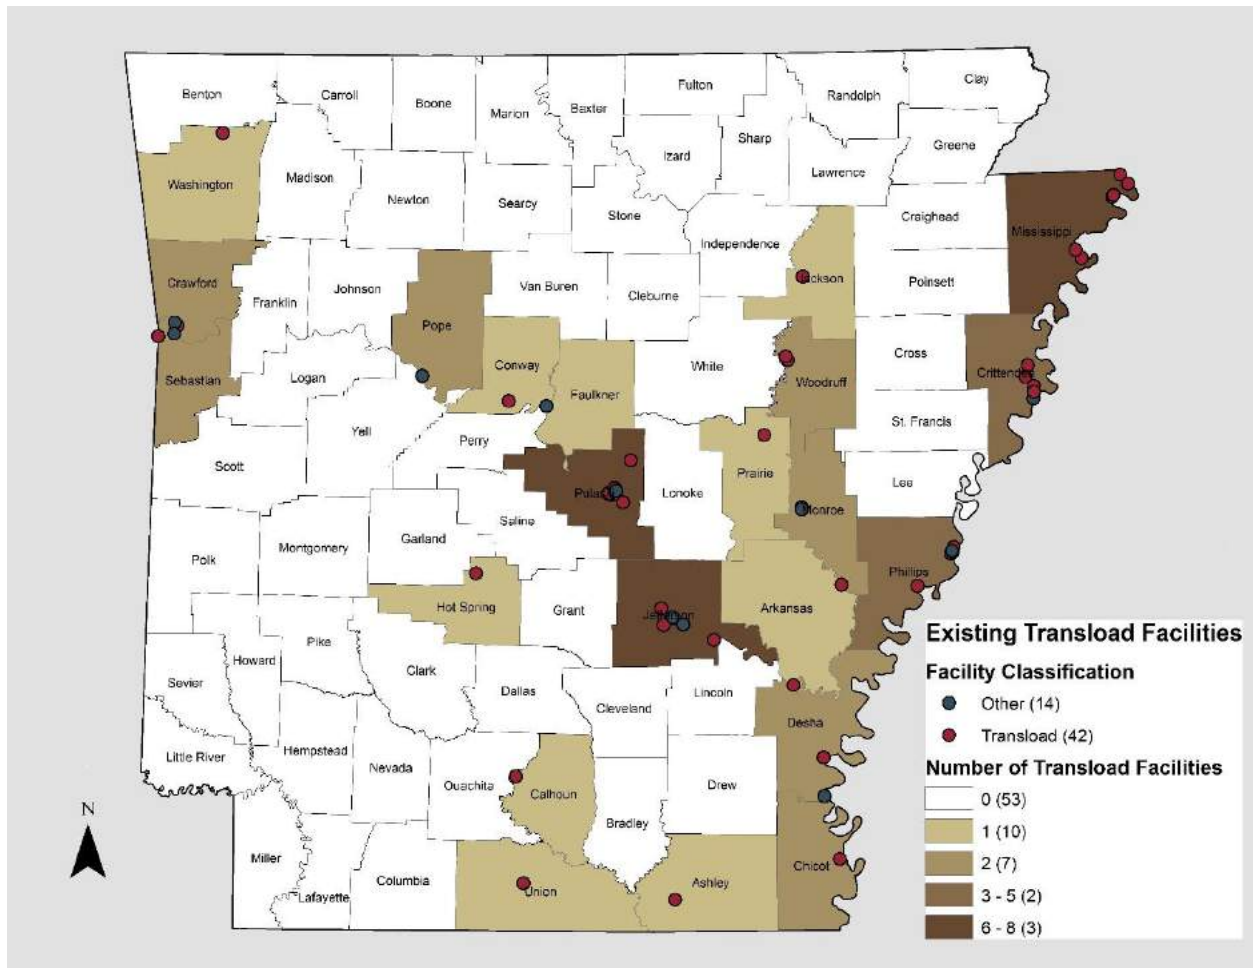 Benton
Carroll
Boone
Marion
Baxter
Fulton
Randolph
Clay
Sharp
Izard
Greene
Lawrence
Washington
Madison
Newton
Searcy
Stone
Independence
Craighead
Mississippi
Crawford
Franklin
Johnson
Van Buren
Cleburne
Jackson
Poinsett
Pope
Conway
Faulkner
White
Woodruff
Cross
Crittenden
Sebastian
Logan
Yell
Perry
St. Francis
Scott
Pulaski
Lonoke
Prairie
Monroe
Lee
Saline
Garland
Montgomery
Polk
Hot Spring
Grant
Jefferson
Arkansas
Phillips
Pike
Howard
Clark
Sevier
Dallas
Cleveland
Lincoln
Desha
Little River
Hempstead
Nevada
Ouachita
Calhoun
Bradley
Drew
Miller
Lafayette
Columbia
Union
Ashley
Chicot
N
Existing Transload Facilities
Facility Classification
Other (14)
Transload (42)
Number of Transload Facilities
0 (53)
1 (10)
2 (7)
3 - 5 (2)
6 - 8 (3)